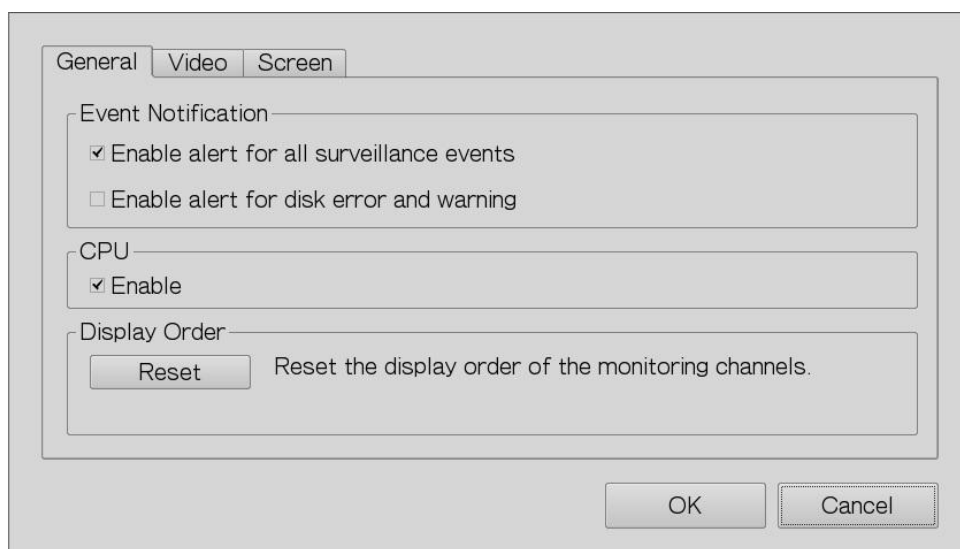 General Video Screen
Event Notification
Enable alert for all surveillance events
Enable alert for disk error and warning
CPU
Enable
Display Order
Reset Reset the display order of the monitoring channels.
OK Cancel